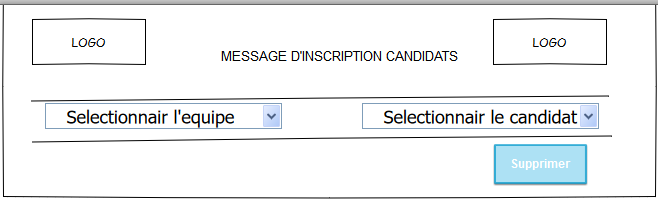 LOGO
LOGO
MESSAGE D'INSCRIPTION CANDIDATS
Selectionnair l'equipe
Selectionnair le candidat
Supprimer